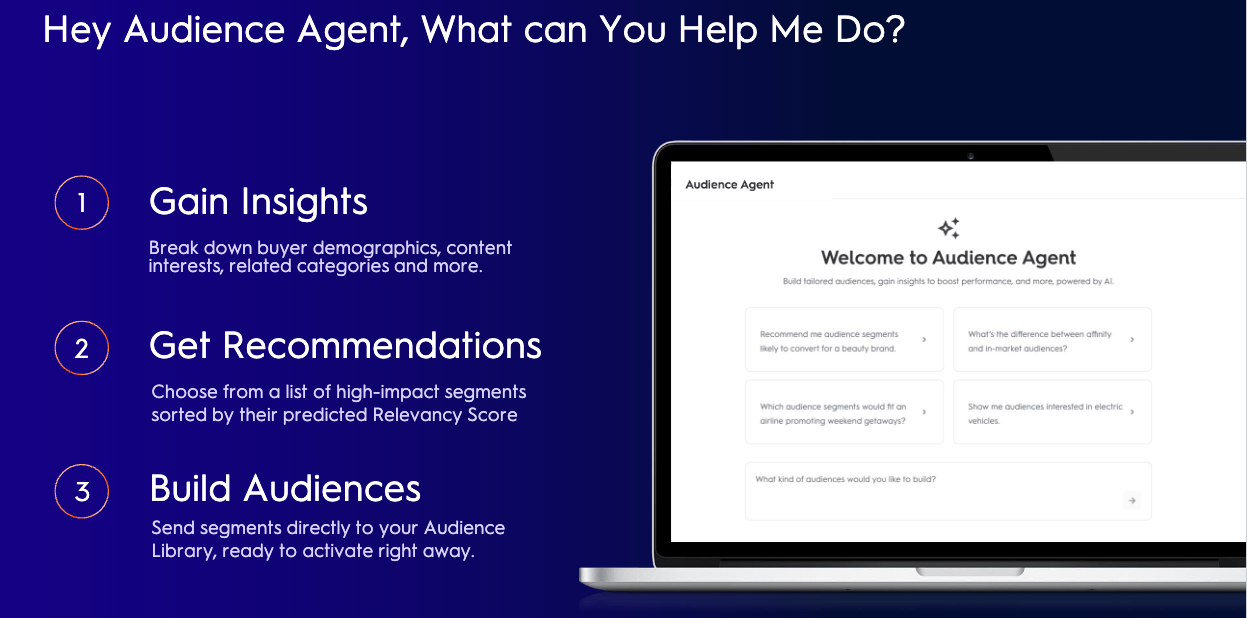 Hey Audience Agent, What can You Help Me Do?
1
Gain Insights
Break down buyer demographics, content
interests, related categories and more.
2
Get Recommendations
Choose from a list of high-impact segments
sorted by their predicted Relevancy Score
3
Build Audiences
Send segments directly to your Audience
Library, ready to activate right away.
Audience Agent
Welcome to Audience Agent
Build tailored audiences, gain insights to boost performance, and more, powered by AI.
Recommend me audience segments
likely to convert for a beauty brand.
What's the difference between affinity
and in-market audiences?
Which audience segments would fit an
airline promoting weekend getaways?
Show me audiences interested in electric
vehicles.
What kind of audiences would you like to build?